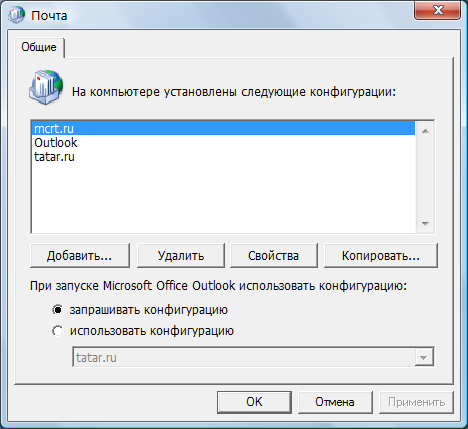 Почта
Общие
На компьютере установлены следующие конфигурации:
mcrt.ru
Outlook
tatar.ru
Добавить... Удалить Свойства Копировать...
При запуске Microsoft Office Outlook использовать конфигурацию:
запрашивать конфигурацию
использовать конфигурацию
tatar.ru
OK Отмена Применить